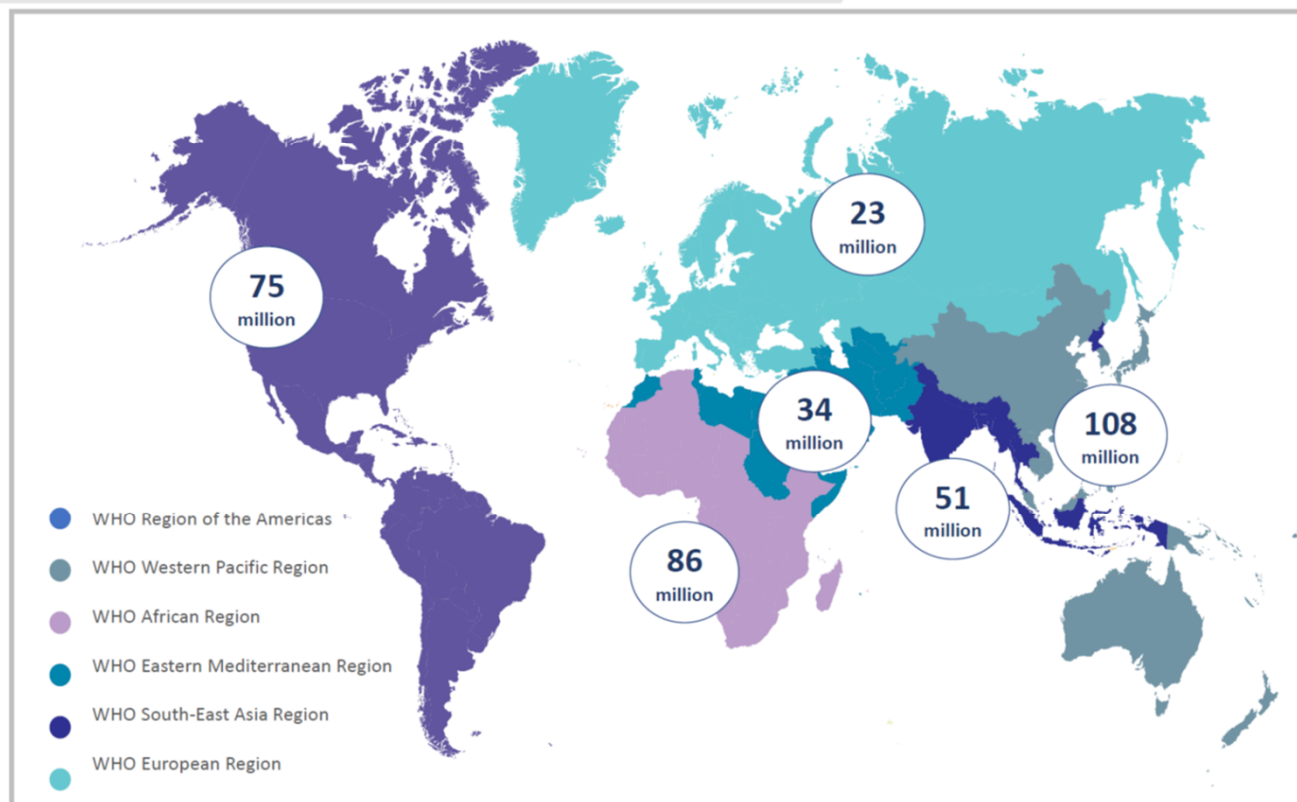 23
million
75
million
34
million
108
million
51
million
86
million
WHO Region of the Americas
WHO Western Pacific Region
WHO African Region
WHO Eastern Mediterranean Region
WHO South-East Asia Region
WHO European Region